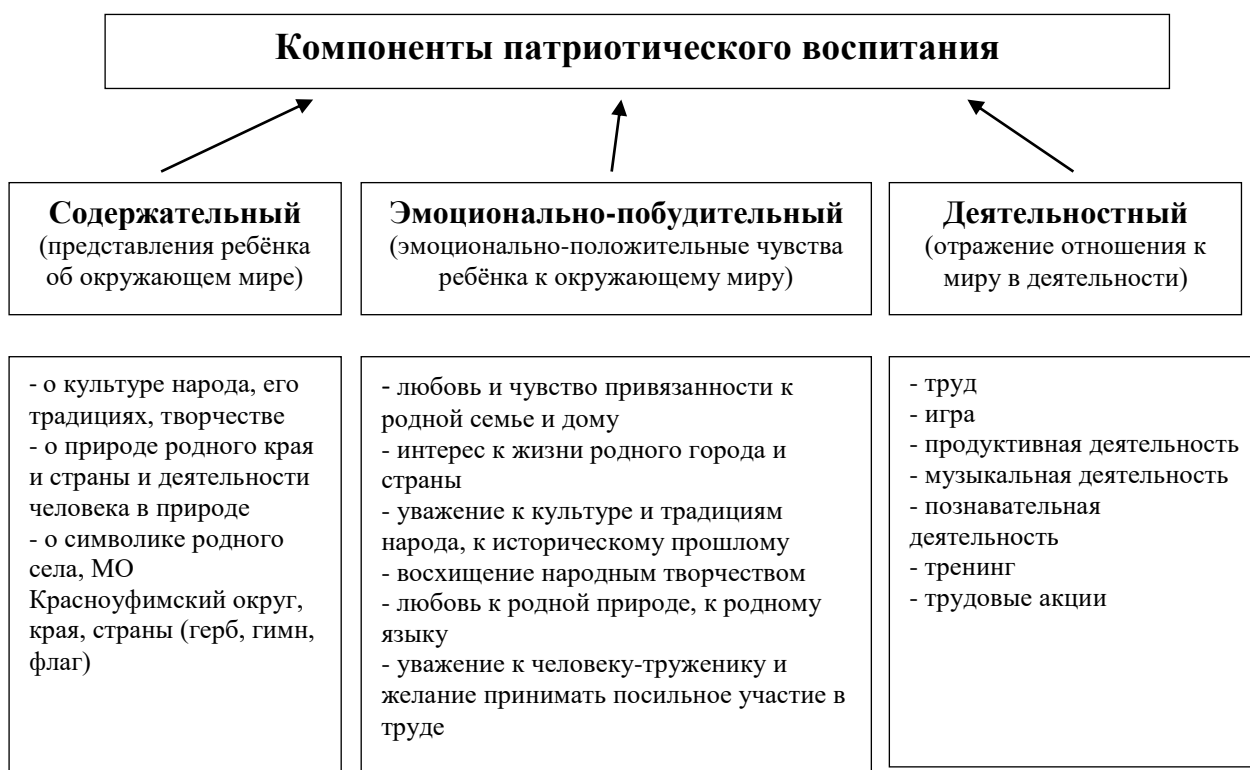 Компоненты патриотического воспитания
Содержательный
(представления ребёнка
об окружающем мире)
Эмоционально-побудительный
(эмоционально-положительные чувства
ребёнка к окружающему миру)
Деятельностный
(отражение отношения к
миру в деятельности)
- о культуре народа, его
традициях, творчестве
- о природе родного края
и страны и деятельности
человека в природе
- о символике родного
села, МО
Красноуфимский округ,
края, страны (герб, гимн,
флаг)
- любовь и чувство привязанности к
родной семье и дому
- интерес к жизни родного города и
страны
- уважение к культуре и традициям
народа, к историческому прошлому
- восхищение народным творчеством
- любовь к родной природе, к родному
языку
- уважение к человеку-труженику и
желание принимать посильное участие в
труде
- труд
- игра
- продуктивная деятельность
- музыкальная деятельность
- познавательная
деятельность
- тренинг
- трудовые акции